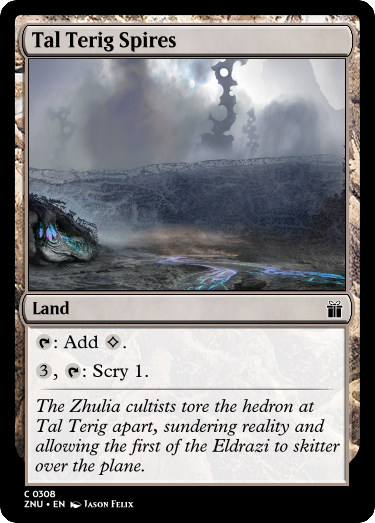 Tal Terig Spires
Land
: Add .
3, : Scry 1.
The Zhulia cultists tore the hedron at
Tal Terig apart, sundering reality and
allowing the first of the Eldrazi to skitter
over the plane.
C 0308
ZNU • EN Jason Felix